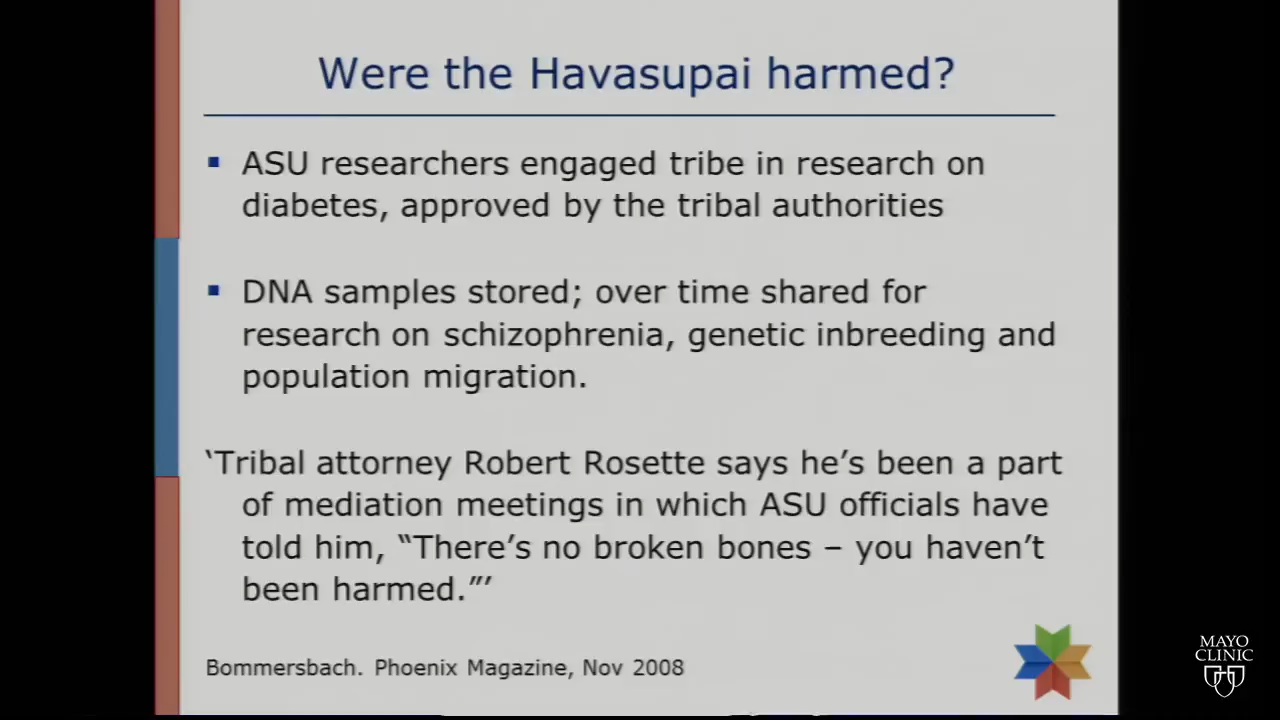 Were the Havasupai harmed?
ASU researchers engaged tribe in research on
diabetes, approved by the tribal authorities
DNA samples stored; over time shared for
research on schizophrenia, genetic inbreeding and
population migration.
‘Tribal attorney Robert Rosette says he’s been a part
of mediation meetings in which ASU officials have
told him, “There’s no broken bones – you haven’t
been harmed.”’
Bommersbach. Phoenix Magazine, Nov 2008
MAYO
CLINIC